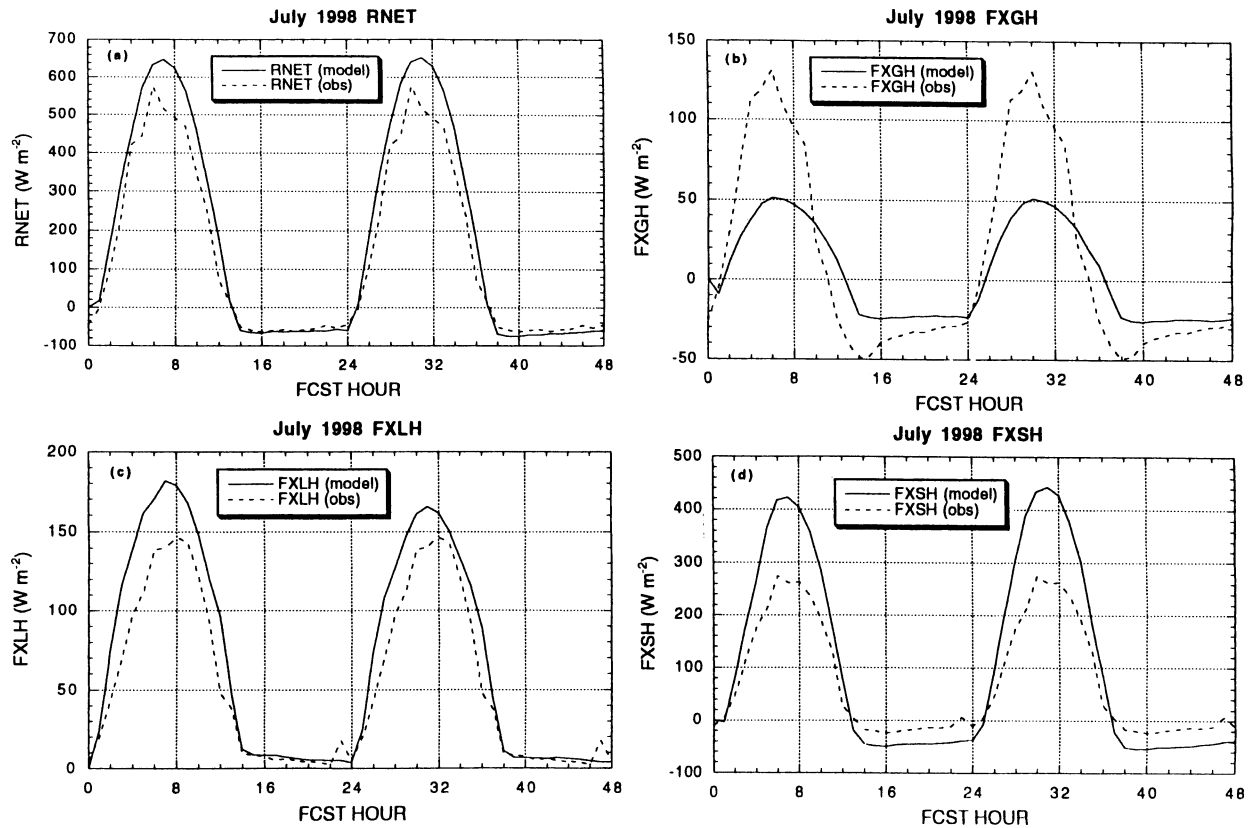 July 1998 RNET
(a)
RNET (model)
RNET (obs)
700
600
500
400
300
200
100
0
-100
RNET (W m-2)
0 8 16 24 32 40 48
FCST HOUR
July 1998 FXGH
(b)
FXGH (model)
FXGH (obs)
150
100
50
0
-50
FXGH (W m-2)
0 8 16 24 32 40 48
FCST HOUR
July 1998 FXLH
(c)
FXLH (model)
FXLH (obs)
200
150
100
50
0
FXLH (W m-2)
0 8 16 24 32 40 48
FCST HOUR
July 1998 FXSH
(d)
FXSH (model)
FXSH (obs)
500
400
300
200
100
0
-100
FXSH (W m-2)
0 8 16 24 32 40 48
FCST HOUR